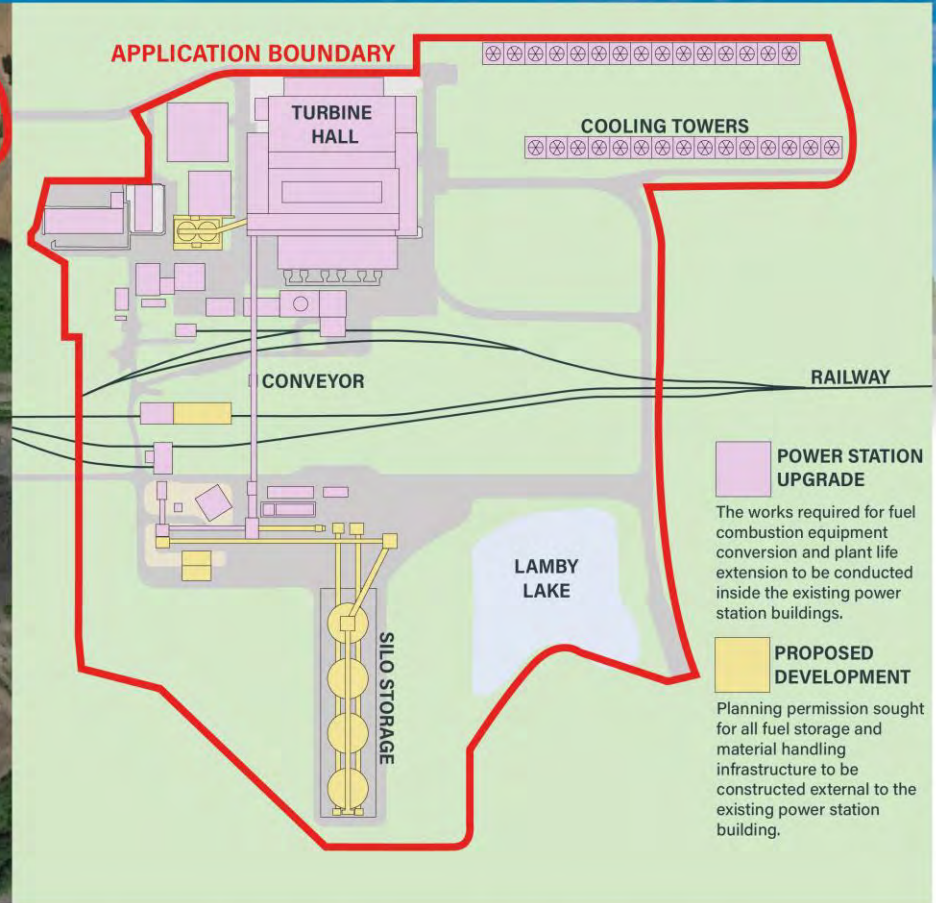 APPLICATION BOUNDARY
TURBINE
HALL
COOLING TOWERS
CONVEYOR
RAILWAY
POWER STATION
UPGRADE
The works required for fuel
combustion equipment
conversion and plant life
extension to be conducted
inside the existing power
station buildings.
LAMBY
LAKE
SILO STORAGE
PROPOSED
DEVELOPMENT
Planning permission sought
for all fuel storage and
material handling
infrastructure to be
constructed external to the
existing power station
building.